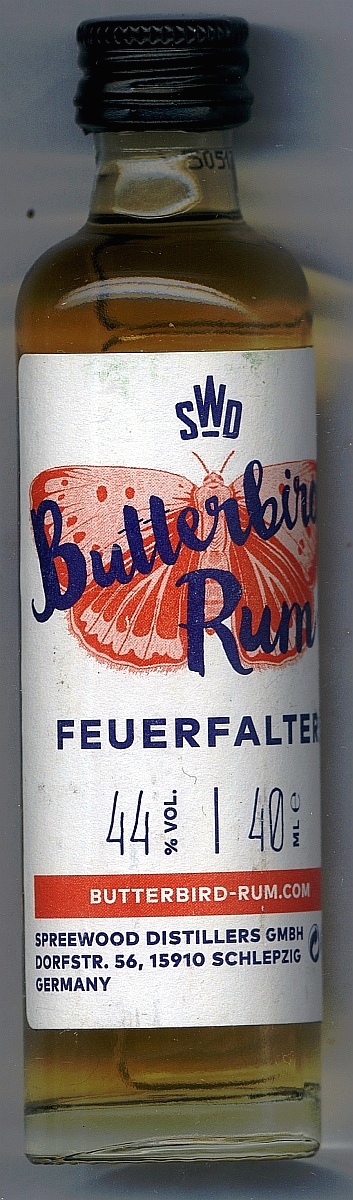 SWD
Butterbird
Rum
FEUERFALTER
44 % VOL. | 40 ML e
BUTTERBIRD-RUM.COM
SPREEWOOD DISTILLERS GMBH
DORFSTR. 56, 15910 SCHLEPZIG
GERMANY